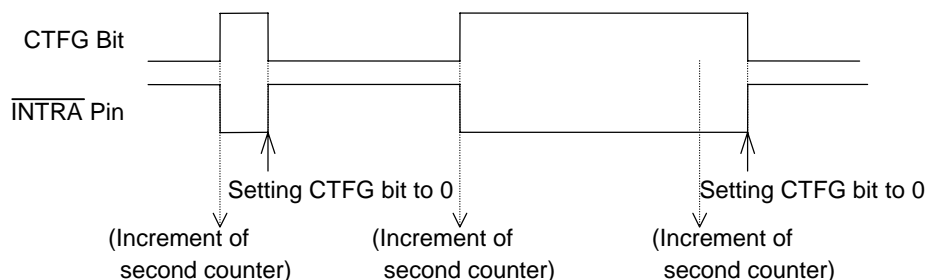 CTFG Bit
INTRA Pin
Setting CTFG bit to 0
Setting CTFG bit to 0
(Increment of
second counter)
(Increment of
second counter)
(Increment of
second counter)